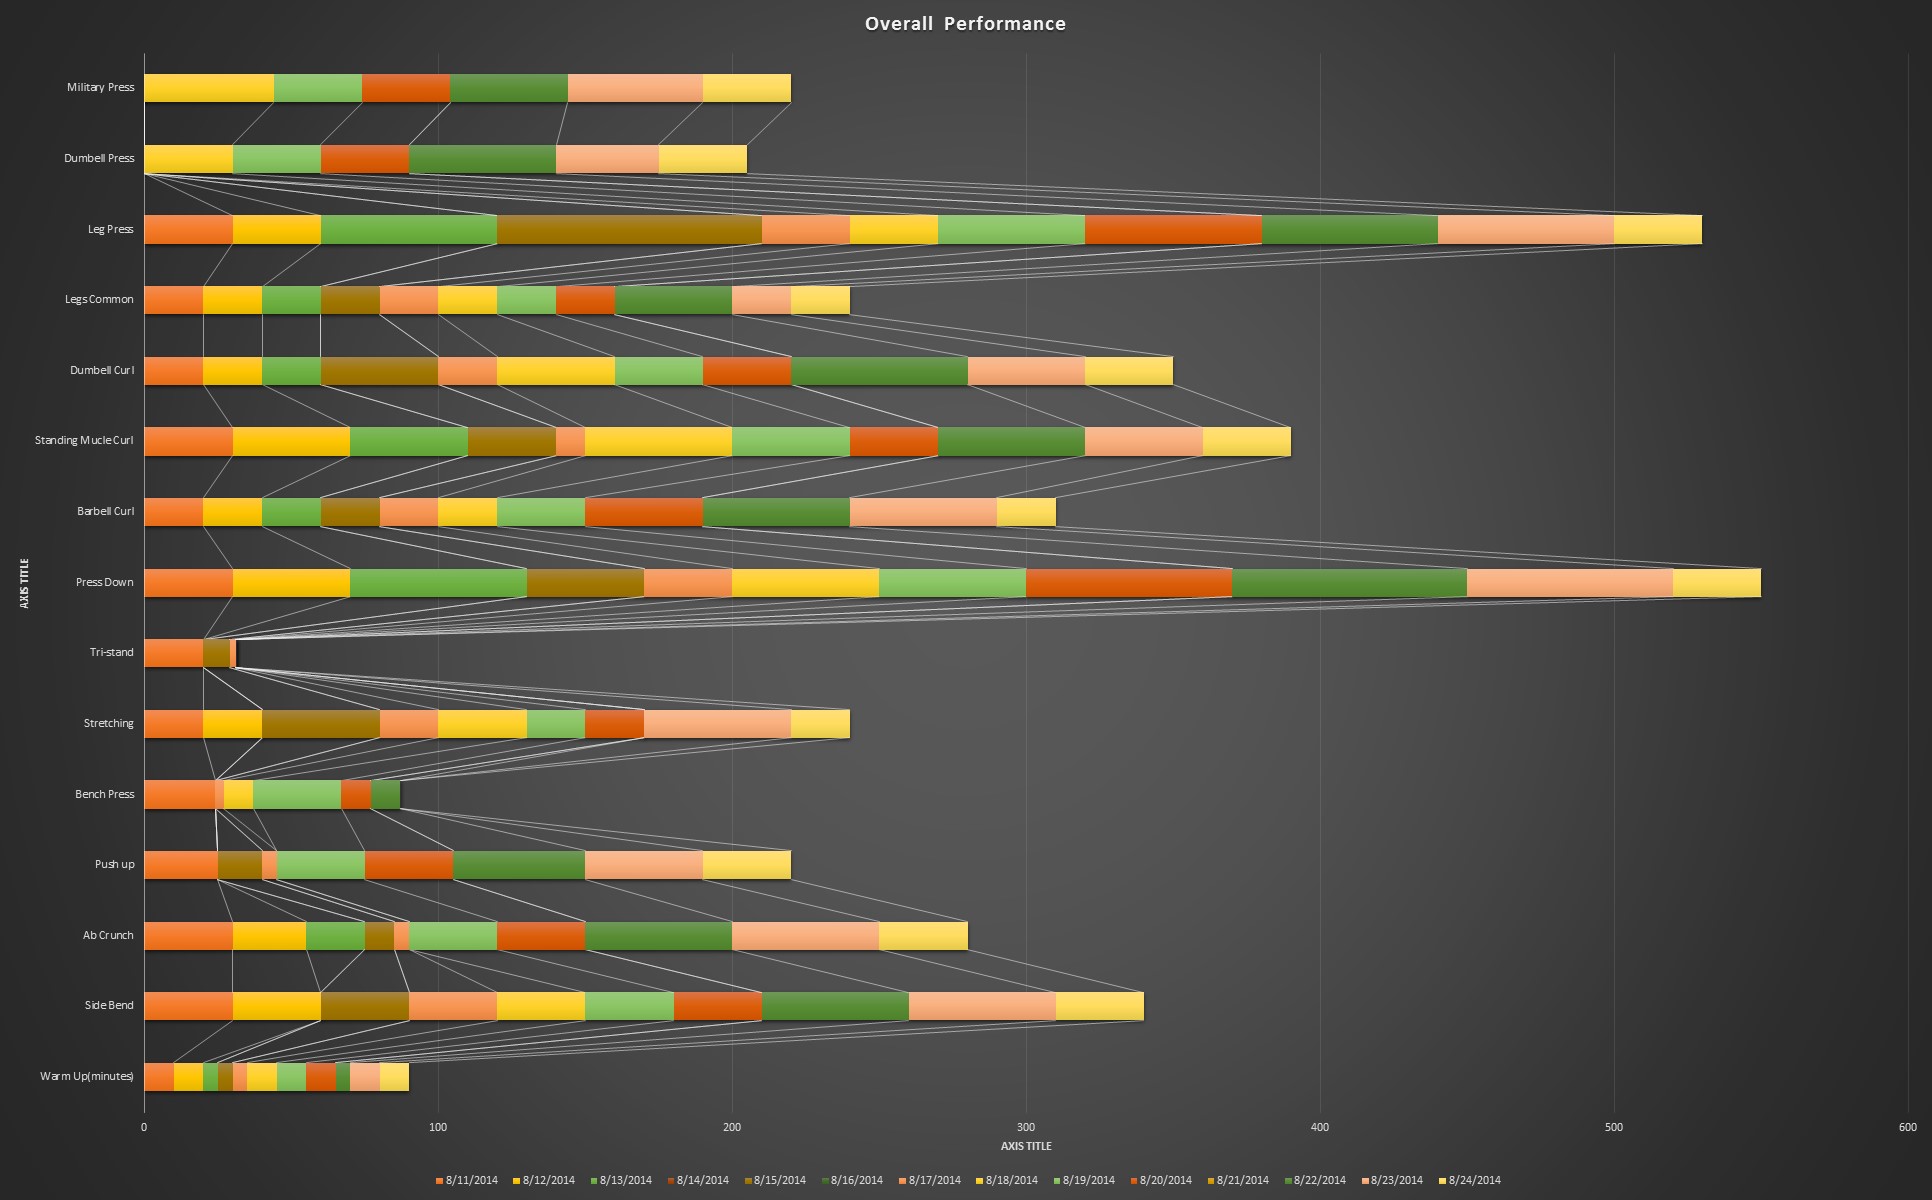 Overall Performance
Military Press
Dumbell Press
Leg Press
Legs Common
Dumbell Curl
Standing Mucle Curl
Barbell Curl
AXIS TITLE
Press Down
Tri-stand
Stretching
Bench Press
Push up
Ab Crunch
Side Bend
Warm Up(minutes)
0 100 200 300 400 500 600
AXIS TITLE
8/11/2014 8/12/2014 8/13/2014 8/14/2014 8/15/2014 8/16/2014 8/17/2014 8/18/2014 8/19/2014 8/20/2014 8/21/2014 8/22/2014 8/23/2014 8/24/2014